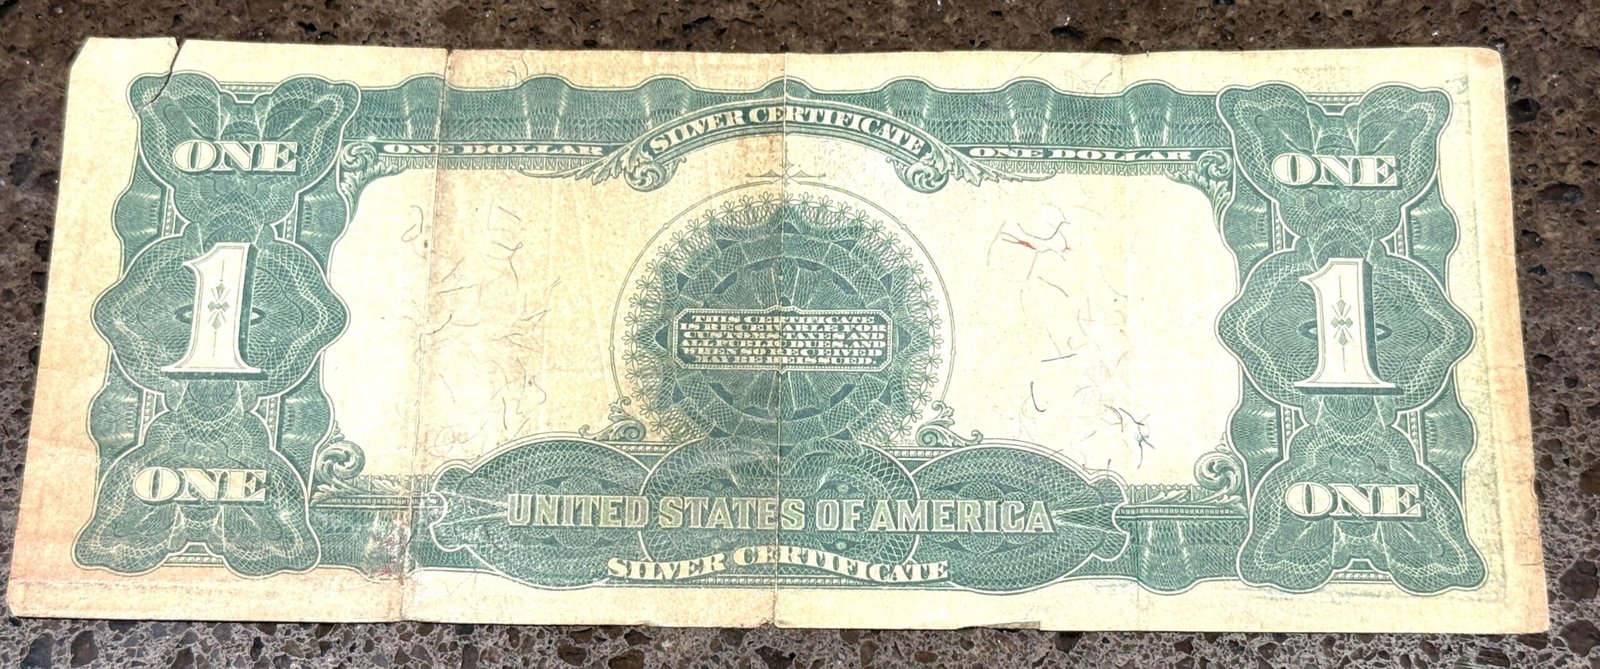 SILVER CERTIFICATE
ONE DOLLAR ONE DOLLAR
ONE ONE
1 1
THIS CERTIFICATE
IS RECEIVABLE FOR
CUSTOMS, TAXES AND
ALL PUBLIC DUES AND
WHEN SO RECEIVED
MAY BE REISSUED.
ONE ONE
UNITED STATES OF AMERICA
SILVER CERTIFICATE